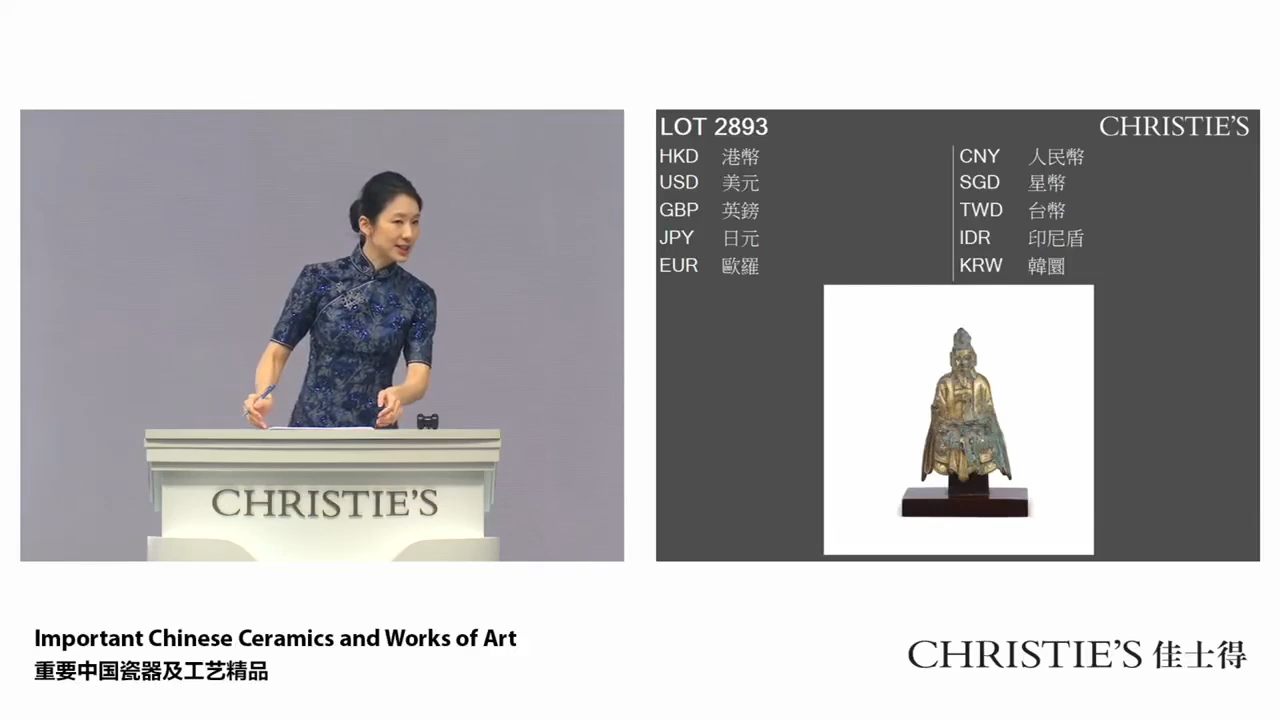 CHRISTIE'S
LOT 2893
CHRISTIE'S
HKD 港幣
USD 美元
GBP 英鎊
JPY 日元
EUR 歐羅
CNY 人民幣
SGD 星幣
TWD 台幣
IDR 印尼盾
KRW 韓圜
Important Chinese Ceramics and Works of Art
重要中国瓷器及工艺精品
CHRISTIE'S 佳士得